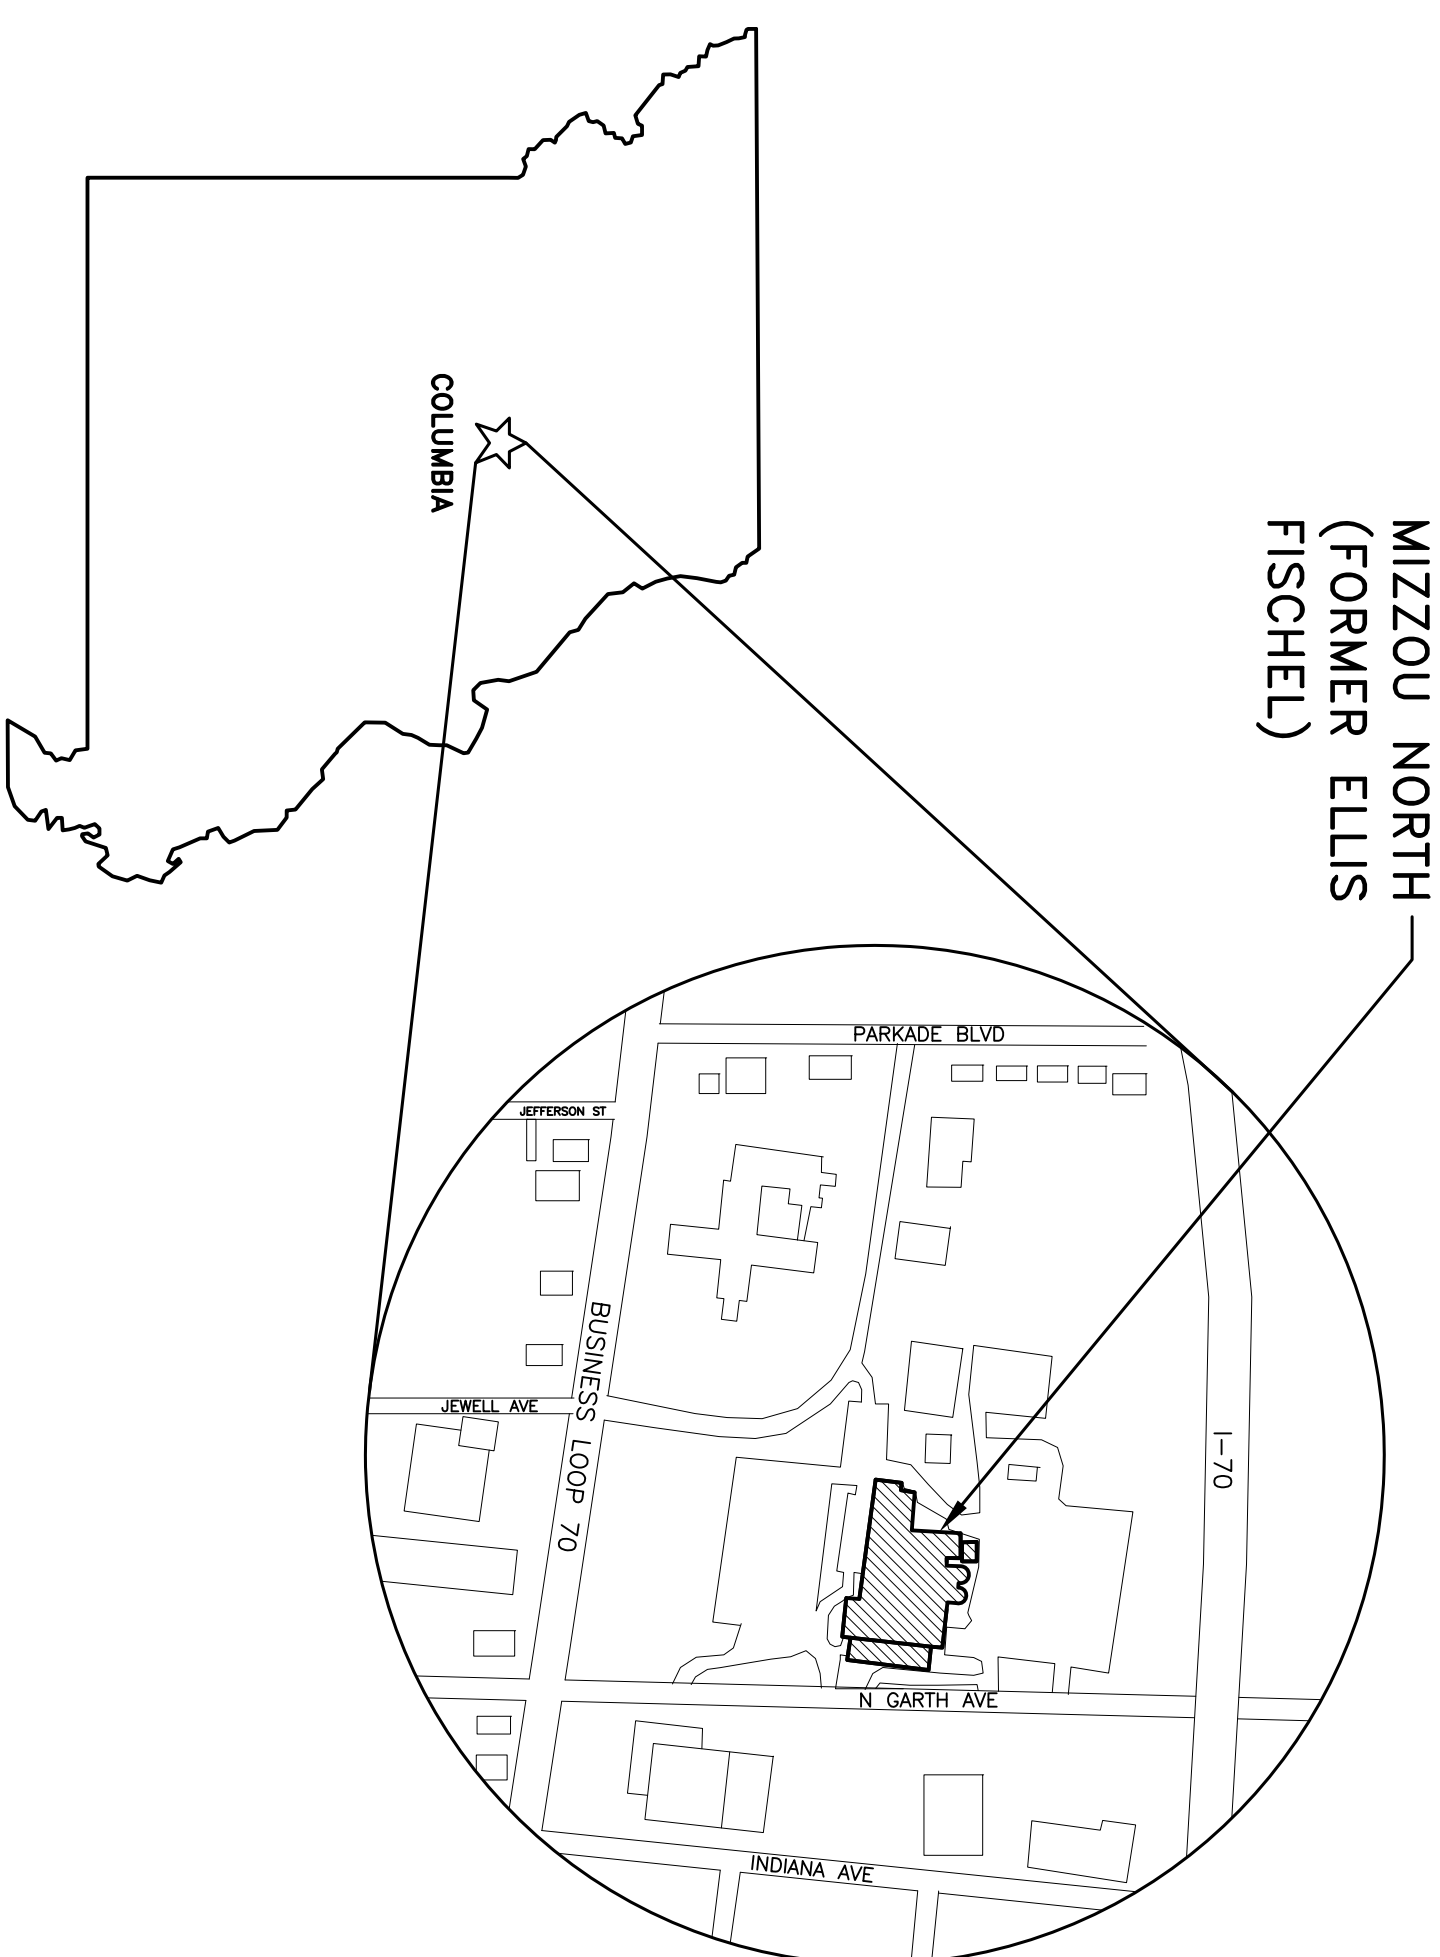 MIZZOU NORTH
(FORMER ELLIS
FISCHEL)
COLUMBIA
I-70
PARKADE BLVD
N GARTH AVE
INDIANA AVE
BUSINESS LOOP 70
JEFFERSON ST
JEWELL AVE